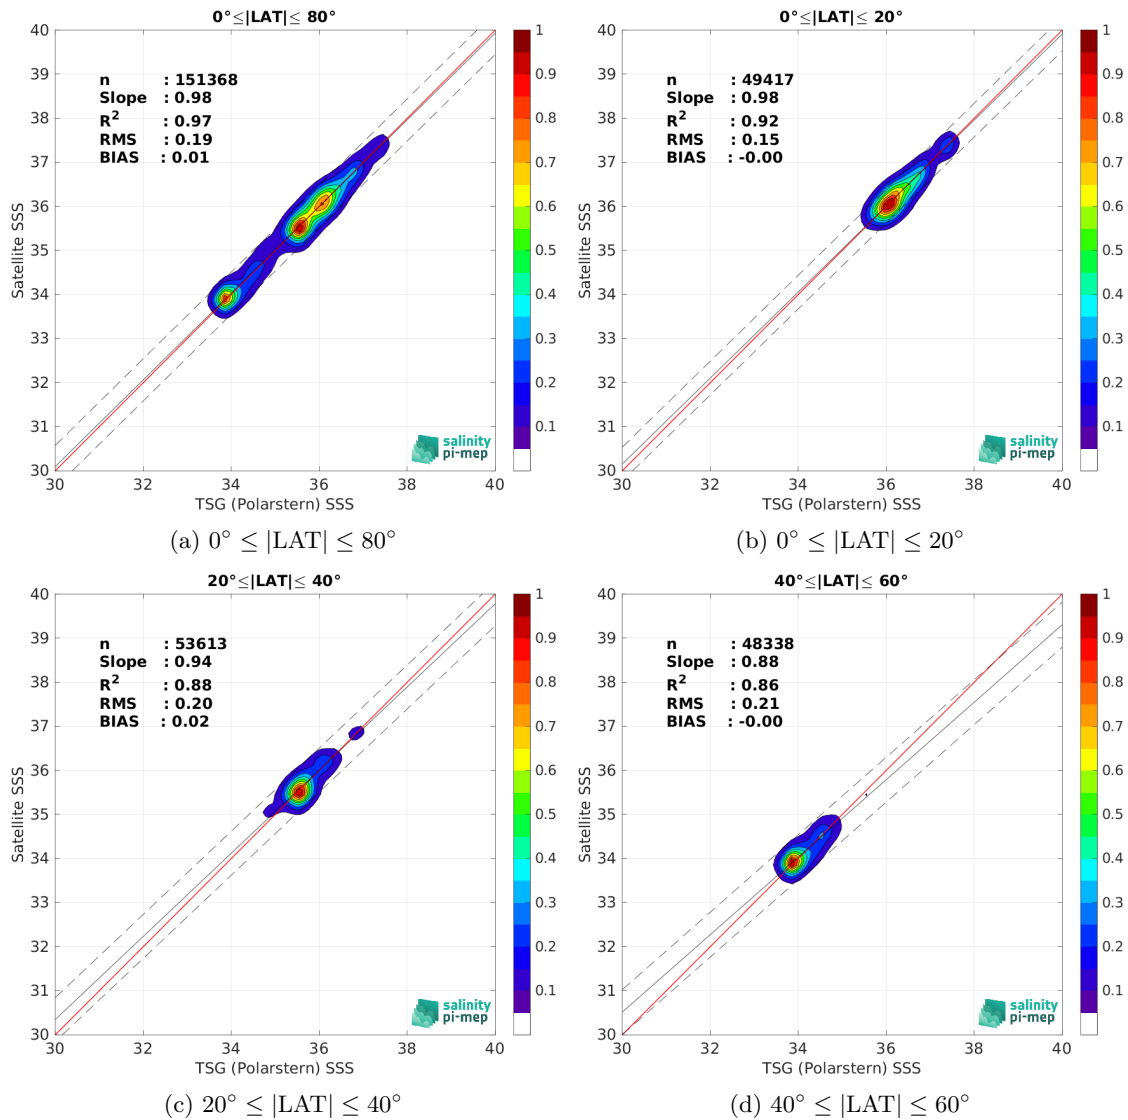 0°≤|LAT|≤ 80°
n : 151368
Slope : 0.98
R2 : 0.97
RMS : 0.19
BIAS : 0.01
40
39
38
37
36
35
34
33
32
31
30
30 32 34 36 38 40
Satellite SSS
TSG (Polarstern) SSS
1
0.9
0.8
0.7
0.6
0.5
0.4
0.3
0.2
0.1
salinity
pi-mep
(a) 0° ≤ |LAT| ≤ 80°
0°≤|LAT|≤ 20°
n : 49417
Slope : 0.98
R2 : 0.92
RMS : 0.15
BIAS : -0.00
40
39
38
37
36
35
34
33
32
31
30
30 32 34 36 38 40
Satellite SSS
TSG (Polarstern) SSS
1
0.9
0.8
0.7
0.6
0.5
0.4
0.3
0.2
0.1
salinity
pi-mep
(b) 0° ≤ |LAT| ≤ 20°
20°≤|LAT|≤ 40°
n : 53613
Slope : 0.94
R2 : 0.88
RMS : 0.20
BIAS : 0.02
40
39
38
37
36
35
34
33
32
31
30
30 32 34 36 38 40
Satellite SSS
TSG (Polarstern) SSS
1
0.9
0.8
0.7
0.6
0.5
0.4
0.3
0.2
0.1
salinity
pi-mep
(c) 20° ≤ |LAT| ≤ 40°
40°≤|LAT|≤ 60°
n : 48338
Slope : 0.88
R2 : 0.86
RMS : 0.21
BIAS : -0.00
40
39
38
37
36
35
34
33
32
31
30
30 32 34 36 38 40
Satellite SSS
TSG (Polarstern) SSS
1
0.9
0.8
0.7
0.6
0.5
0.4
0.3
0.2
0.1
salinity
pi-mep
(d) 40° ≤ |LAT| ≤ 60°